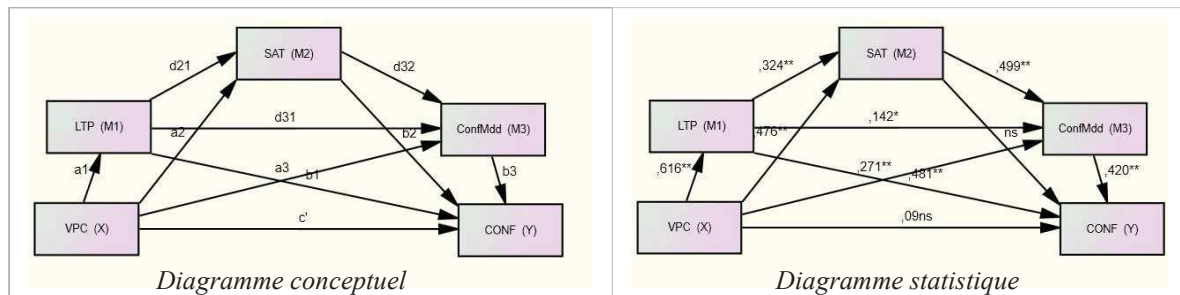 SAT (M2)
d21
d32
LTP (M1)
d31
ConfMdd (M3)
a2
b2
a1
a3
b1
b3
VPC (X)
c'
CONF (Y)
Diagramme conceptuel
SAT (M2)
,324**
,499**
LTP (M1)
,142*
ConfMdd (M3)
,476**
ns
,616**
,271**
,481**
,420**
VPC (X)
,09ns
CONF (Y)
Diagramme statistique